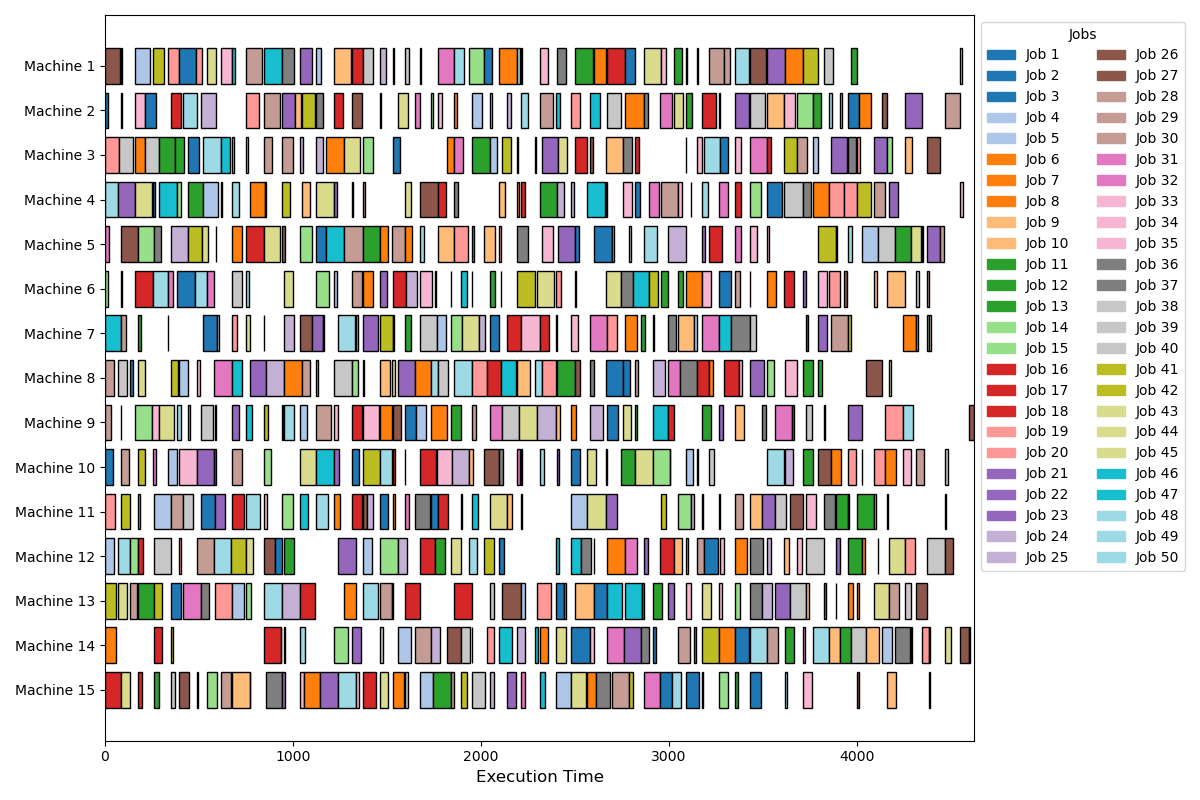 Machine 1
Machine 2
Machine 3
Machine 4
Machine 5
Machine 6
Machine 7
Machine 8
Machine 9
Machine 10
Machine 11
Machine 12
Machine 13
Machine 14
Machine 15
0 1000 2000 3000 4000
Execution Time
Jobs
Job 1
Job 2
Job 3
Job 4
Job 5
Job 6
Job 7
Job 8
Job 9
Job 10
Job 11
Job 12
Job 13
Job 14
Job 15
Job 16
Job 17
Job 18
Job 19
Job 20
Job 21
Job 22
Job 23
Job 24
Job 25
Job 26
Job 27
Job 28
Job 29
Job 30
Job 31
Job 32
Job 33
Job 34
Job 35
Job 36
Job 37
Job 38
Job 39
Job 40
Job 41
Job 42
Job 43
Job 44
Job 45
Job 46
Job 47
Job 48
Job 49
Job 50